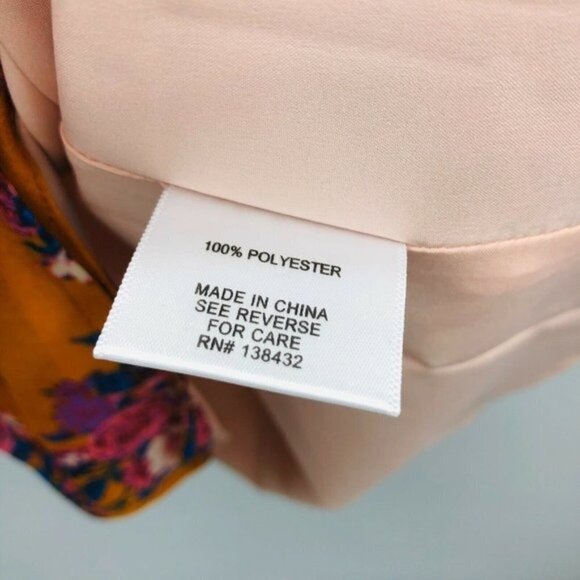 100% POLYESTER
MADE IN CHINA
SEE REVERSE
FOR CARE
RN# 138432